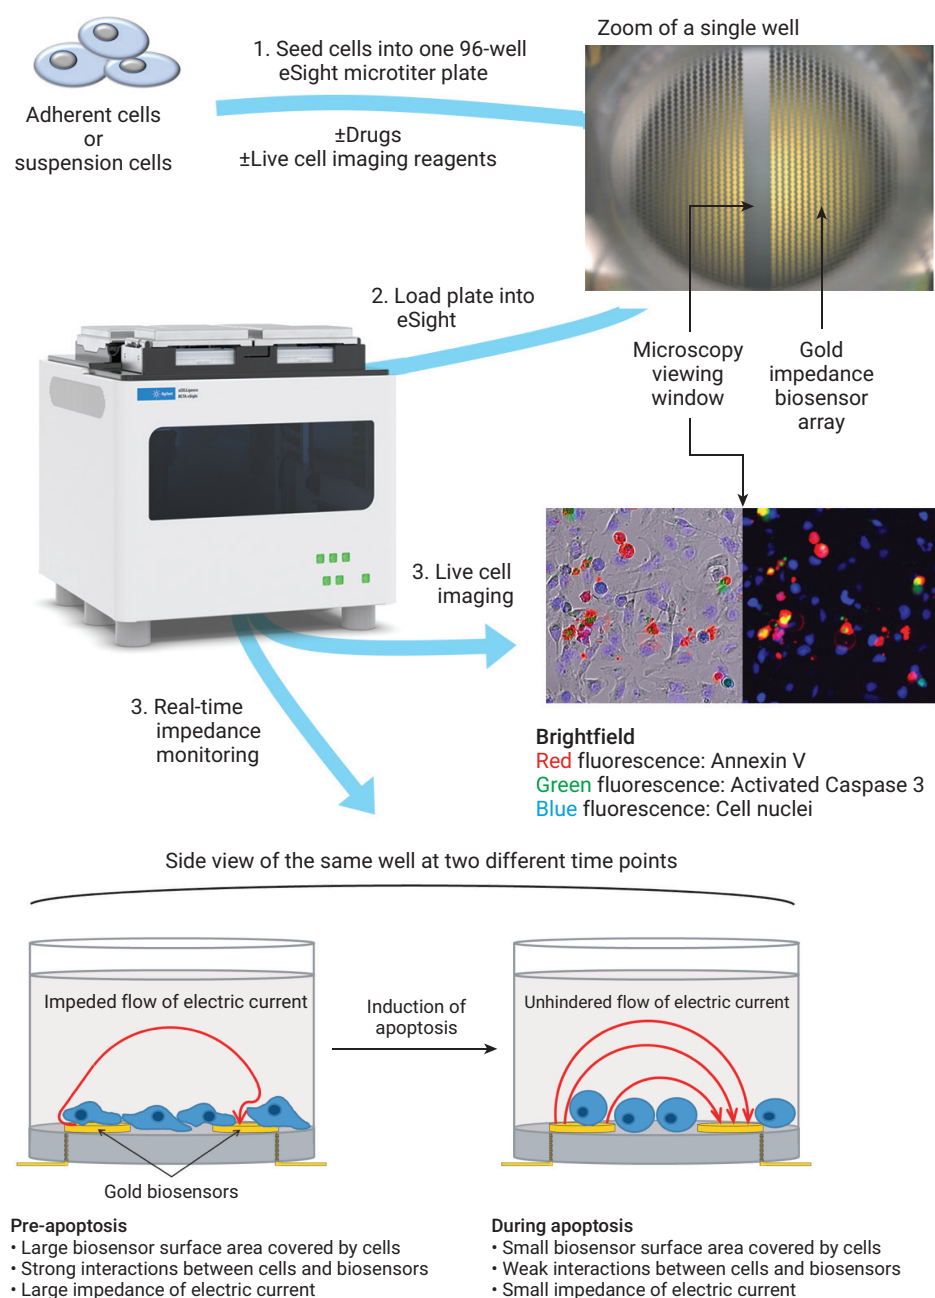 Zoom of a single well
1. Seed cells into one 96-well
eSight microtiter plate
Adherent cells
or
suspension cells
±Drugs
±Live cell imaging reagents
2. Load plate into
eSight
Microscopy
viewing
window
Gold
impedance
biosensor
array
Agilent
3. Live cell
imaging
3. Real-time
impedance
monitoring
Brightfield
Red fluorescence: Annexin V
Green fluorescence: Activated Caspase 3
Blue fluorescence: Cell nuclei
Side view of the same well at two different time points
Impeded flow of electric current
Induction of
apoptosis
Unhindered flow of electric current
Gold biosensors
Pre-apoptosis
• Large biosensor surface area covered by cells
• Strong interactions between cells and biosensors
• Large impedance of electric current
During apoptosis
• Small biosensor surface area covered by cells
• Weak interactions between cells and biosensors
• Small impedance of electric current